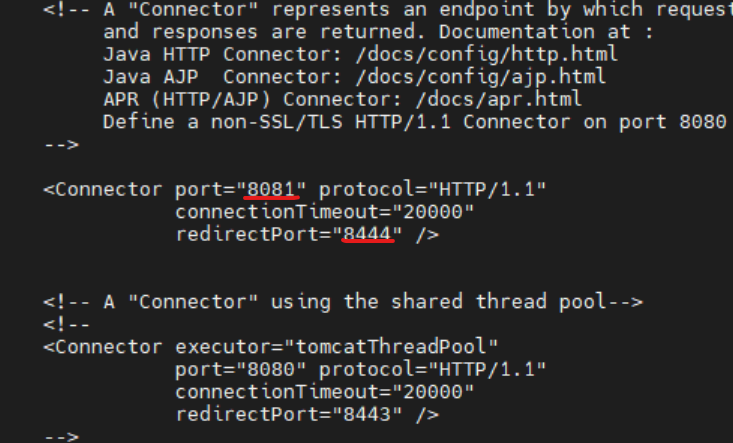 <!-- A "Connector" represents an endpoint by which request
and responses are returned. Documentation at :
Java HTTP Connector: /docs/config/http.html
Java AJP  Connector: /docs/config/ajp.html
APR (HTTP/AJP) Connector: /docs/apr.html
Define a non-SSL/TLS HTTP/1.1 Connector on port 8080
-->
<Connector port="8081" protocol="HTTP/1.1"
connectionTimeout="20000"
redirectPort="8444" />
<!-- A "Connector" using the shared thread pool-->
<!--
<Connector executor="tomcatThreadPool"
port="8080" protocol="HTTP/1.1"
connectionTimeout="20000"
redirectPort="8443" />
-->